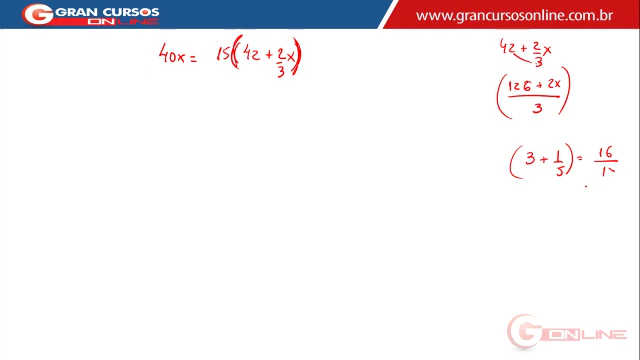 GRAN CURSOS
ONLINE
www.grancursosonline.com.br
40x = 15(42 + 2/3 x)
42 + 2/3 x
(126 + 2x / 3)
(3 + 1/5) = 16
G ONLINE